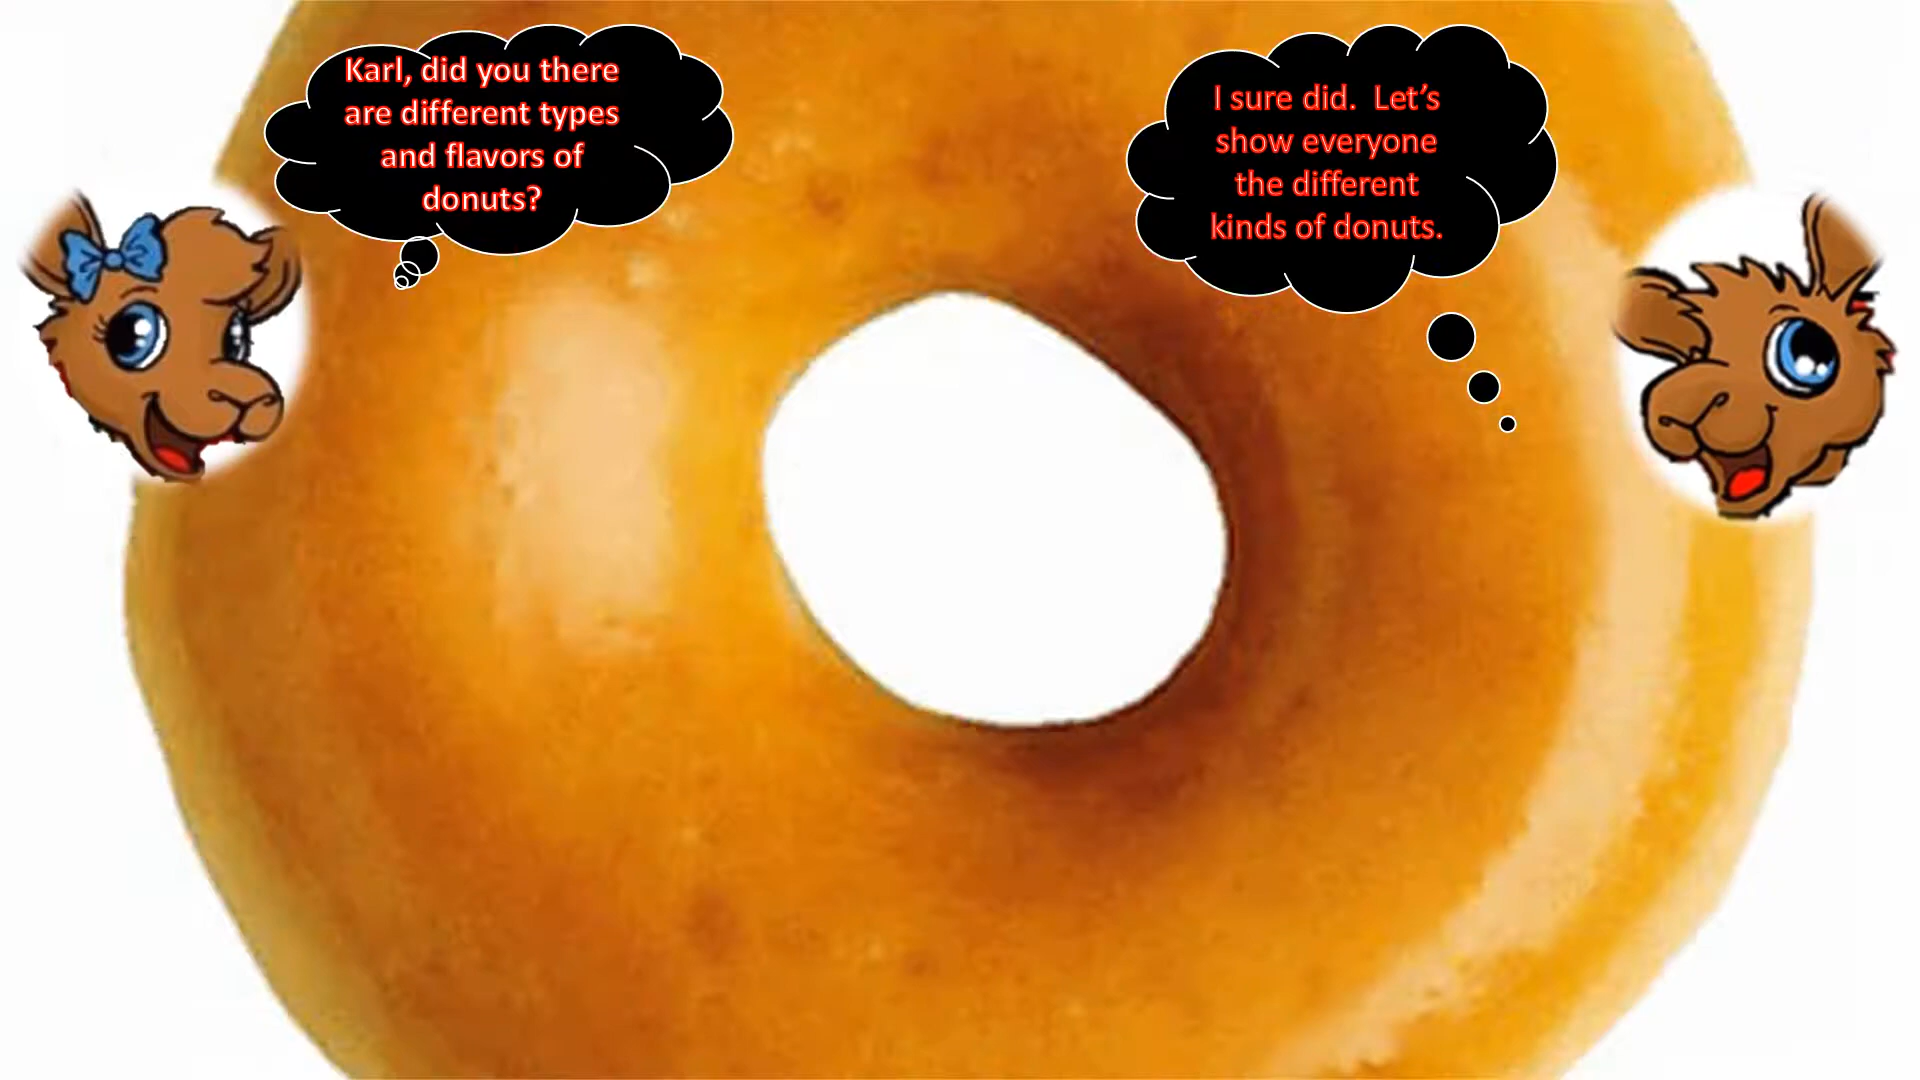 Karl, did you there
are different types
and flavors of
donuts?
I sure did.  Let’s
show everyone
the different
kinds of donuts.